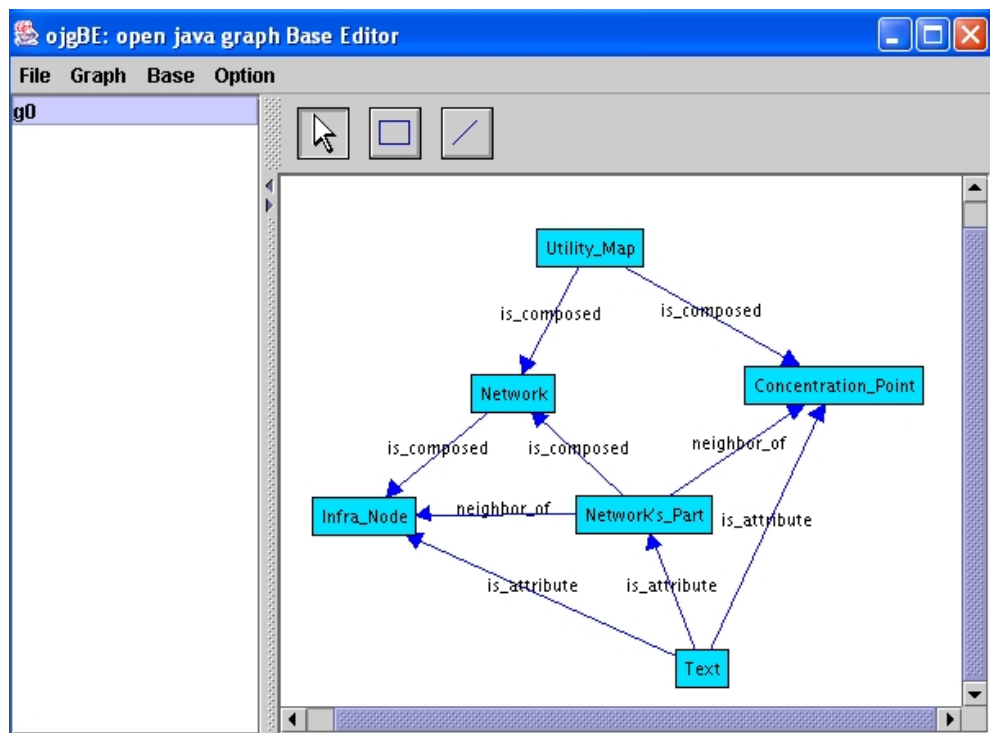 ojgBE: open java graph Base Editor
File Graph Base Option
g0
Utility_Map
is_composed
is_composed
Network
Concentration_Point
is_composed
is_composed
neighbor_of
Infra_Node
neighbor_of
Network's_Part
is_attribute
is_attribute
is_attribute
Text